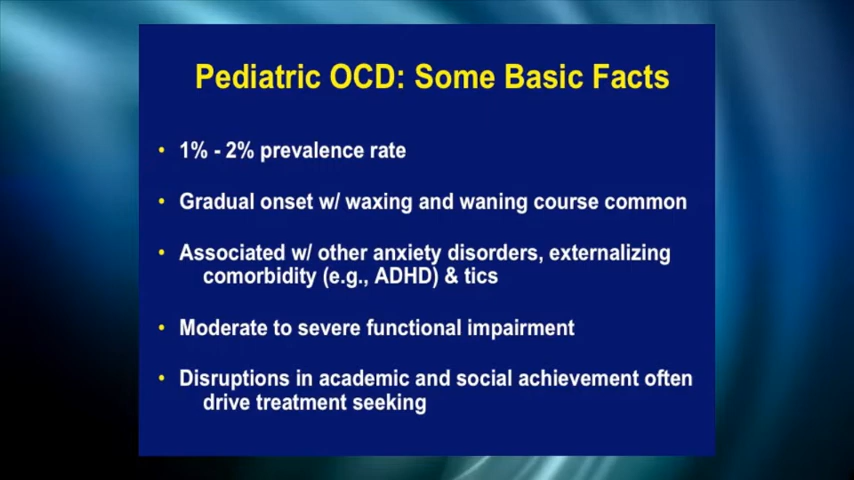 Pediatric OCD: Some Basic Facts
• 1% - 2% prevalence rate
• Gradual onset w/ waxing and waning course common
• Associated w/ other anxiety disorders, externalizing
comorbidity (e.g., ADHD) & tics
• Moderate to severe functional impairment
• Disruptions in academic and social achievement often
drive treatment seeking